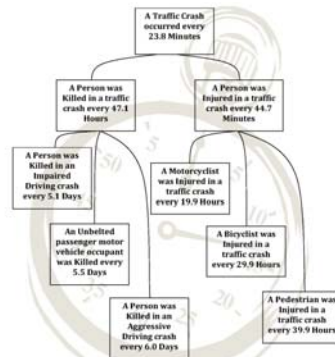 A Traffic Crash
occurred every
23.8 Minutes
A Person was
Killed in a traffic
crash every 47.1
Hours
A Person was
Injured in a traffic
crash every 44.7
Minutes
A Person was
Killed in an
Impaired
Driving crash
every 5.1 Days
A Motorcyclist
was Injured in a
traffic crash
every 19.9 Hours
An Unbelted
passenger motor
vehicle occupant
was Killed every
5.5 Days
A Bicyclist was
Injured in a
traffic crash
every 29.9 Hours
A Person was
Killed in an
Aggressive
Driving crash
every 6.0 Days
A Pedestrian was
Injured in a
traffic crash
every 39.9 Hours